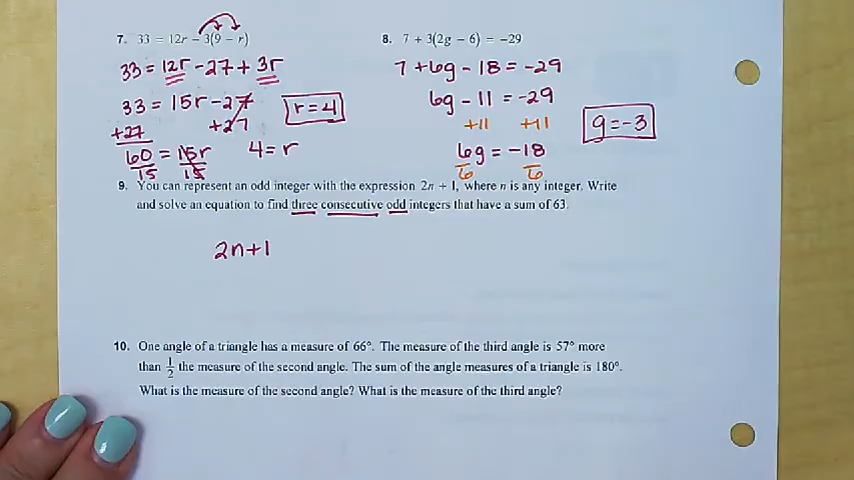 7. 33 = 12r − 3(9 − r)
33 = 12r − 27 + 3r
33 = 15r − 27
+27 +27
60 = 15r 4 = r
15 15
r = 4
8. 7 + 3(2g − 6) = −29
7 + 6g − 18 = −29
6g − 11 = −29
+11 +11
6g = −18
6 6
g = −3
9. You can represent an odd integer with the expression 2n + 1, where n is any integer. Write
and solve an equation to find three consecutive odd integers that have a sum of 63.
2n+1
10. One angle of a triangle has a measure of 66°. The measure of the third angle is 57° more
than 1/2 the measure of the second angle. The sum of the angle measures of a triangle is 180°.
What is the measure of the second angle? What is the measure of the third angle?